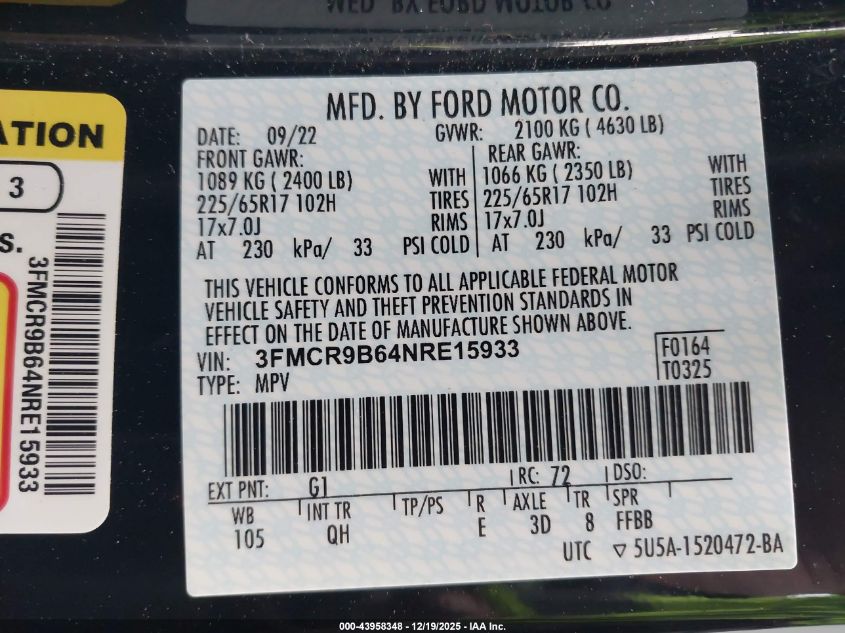 MFD. BY FORD MOTOR CO
ATION
3
S.
3FMCR9B64NRE15933
MFD. BY FORD MOTOR CO.
DATE: 09/22 GVWR: 2100 KG ( 4630 LB)
FRONT GAWR: REAR GAWR:
1089 KG ( 2400 LB) WITH 1066 KG ( 2350 LB) WITH
225/65R17 102H TIRES 225/65R17 102H TIRES
17x7.0J RIMS 17x7.0J RIMS
AT 230 kPa/ 33 PSI COLD AT 230 kPa/ 33 PSI COLD
THIS VEHICLE CONFORMS TO ALL APPLICABLE FEDERAL MOTOR
VEHICLE SAFETY AND THEFT PREVENTION STANDARDS IN
EFFECT ON THE DATE OF MANUFACTURE SHOWN ABOVE.
VIN: 3FMCR9B64NRE15933 F0164
TYPE: MPV T0325
EXT PNT: G1 RC: 72 DSO:
WB INT TR TP/PS R AXLE TR SPR
105 QH E 3D 8 FFBB
UTC ▽ 5U5A-1520472-BA
000-43958348 - 12/19/2025 - IAA Inc.